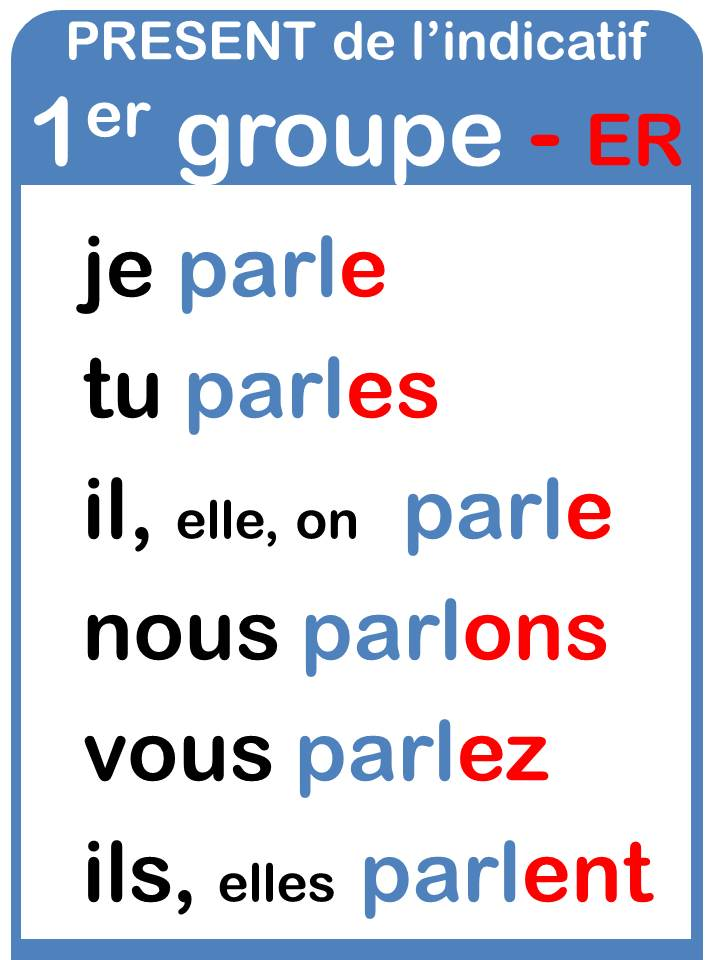 PRESENT de l’indicatif
1er groupe - ER
je parle
tu parles
il, elle, on parle
nous parlons
vous parlez
ils, elles parlent